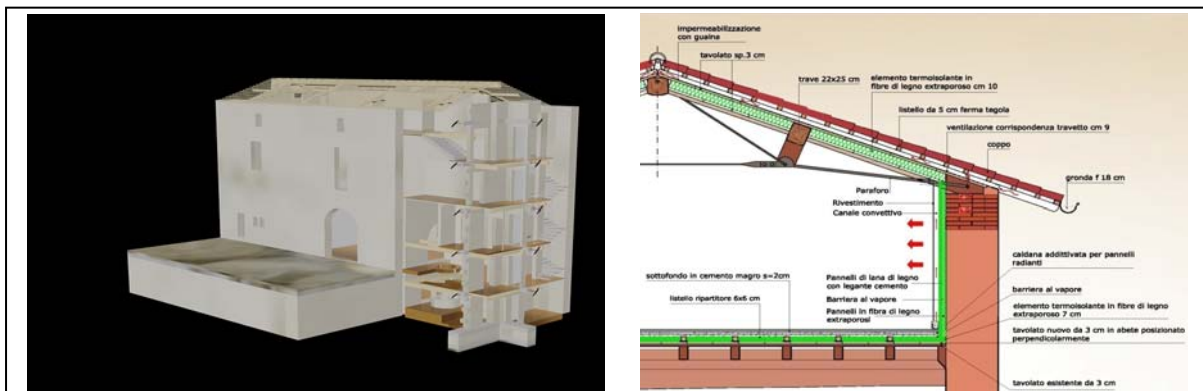 impermeabilizzazione
con guaina
tavolato sp.3 cm
trave 22x25 cm
elemento termoisolante in
fibre di legno extraporoso cm 10
listello da 5 cm ferma tegola
ventilazione corrispondenza travetto cm 9
coppo
gronda f 18 cm
Paraforo
Rivestimento
Canale convettivo
caldana addittivata per pannelli
radianti
sottofondo in cemento magro s=2cm
Pannelli di lana di legno
con legante cemento
barriera al vapore
Barriera al vapore
listello ripartitore 6x6 cm
elemento termoisolante in fibre di legno
extraporoso 7 cm
Pannelli in fibra di legno
extraporosi
tavolato nuovo da 3 cm in abete posizionato
perpendicolarmente
tavolato esistente da 3 cm